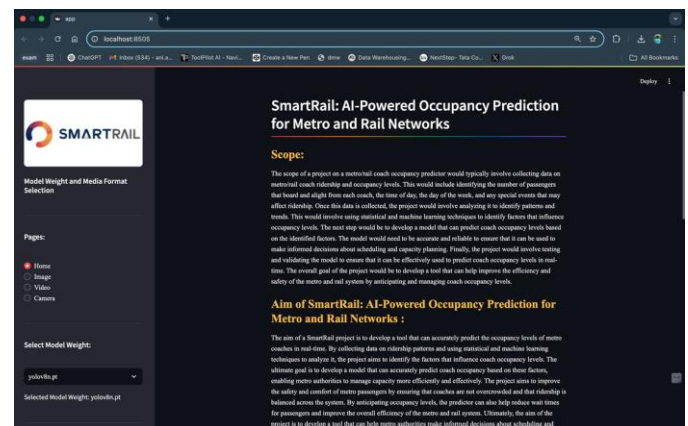 app
localhost:8505
esam
ChatGPT
Inbox (534) - ani.a...
ToolPilot AI - Navi...
Create a New Pen
dmw
Data Warehousing...
NextStep- Tata Co...
Grok
All Bookmarks
Deploy
SMARTRAIL
Model Weight and Media Format
Selection
Pages:
Home
Image
Video
Camera
Select Model Weight:
yolov8n.pt
Selected Model Weight: yolov8n.pt
SmartRail: AI-Powered Occupancy Prediction
for Metro and Rail Networks
Scope:
The scope of a project on a metro/rail coach occupancy predictor would typically involve collecting data on
metro/rail coach ridership and occupancy levels. This would include identifying the number of passengers
that board and alight from each coach, the time of day, the day of the week, and any special events that may
affect ridership. Once this data is collected, the project would involve analyzing it to identify patterns and
trends. This would involve using statistical and machine learning techniques to identify factors that influence
occupancy levels. The next step would be to develop a model that can predict coach occupancy levels based
on the identified factors. The model would need to be accurate and reliable to ensure that it can be used to
make informed decisions about scheduling and capacity planning. Finally, the project would involve testing
and validating the model to ensure that it can be effectively used to predict coach occupancy levels in real-
time. The overall goal of the project would be to develop a tool that can help improve the efficiency and
safety of the metro and rail system by anticipating and managing coach occupancy levels.
Aim of SmartRail: AI-Powered Occupancy Prediction for
Metro and Rail Networks :
The aim of a SmartRail project is to develop a tool that can accurately predict the occupancy levels of metro
coaches in real-time. By collecting data on ridership patterns and using statistical and machine learning
techniques to analyze it, the project aims to identify the factors that influence coach occupancy levels. The
ultimate goal is to develop a model that can accurately predict coach occupancy based on these factors,
enabling metro authorities to manage capacity more efficiently and effectively. The project aims to improve
the safety and comfort of metro passengers by ensuring that coaches are not overcrowded and that ridership is
balanced across the system. By anticipating occupancy levels, the predictor can also help reduce wait times
for passengers and improve the overall efficiency of the metro and rail system. Ultimately, the aim of the
project is to develop a tool that can help metro authorities make informed decisions about scheduling and